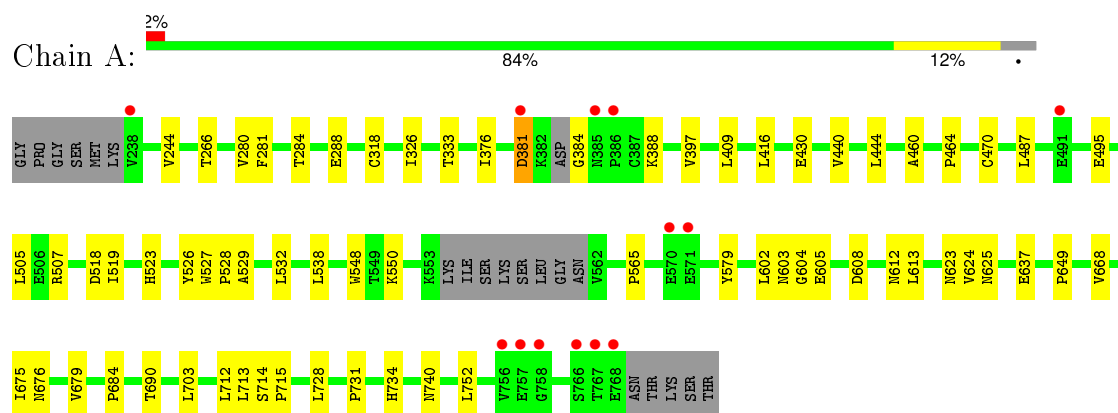 2%
Chain A:
84% 12% •
GLY PRO GLY SER MET LYS V238 V244 T266 V280 F281 T284 E288 C318 I326 T333 I376 D381 K382 ASP G384 N385 P386 C387 K388 V397 L409 L416 E430 V440 L444 A460 P464 C470 L487 E491 E495
L505 E506 R507 D518 I519 H523 Y526 W527 P528 A529 L532 L538 W548 T549 K550 K553 LYS ILE SER LYS SER LEU GLY ASN V562 P565 E570 E571 Y579 L602 N603 G604 E605 D608 N612 L613 N623 V624 N625 E637 P649 V668
I675 N676 V679 P684 T690 L703 L712 L713 S714 P715 L728 P731 H734 N740 L752 V756 E757 G758 S766 T767 E768 ASN THR LYS SER THR